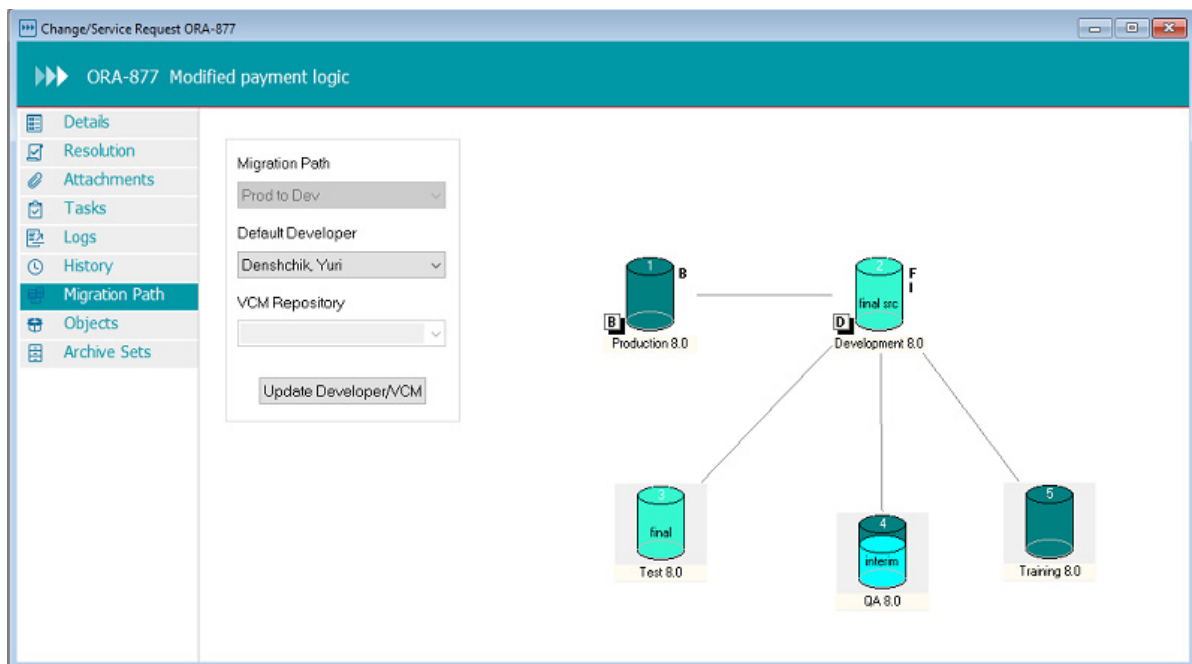 Change/Service Request ORA-877
ORA-877 Modified payment logic
Details
Resolution
Attachments
Tasks
Logs
History
Migration Path
Objects
Archive Sets
Migration Path
Prod to Dev
Default Developer
Denshchik, Yuri
VCM Repository
Update Developer/VCM
1
B
B
Production 8.0
2
F
I
final src
D
Development 8.0
3
final
Test 8.0
4
interim
QA 8.0
5
Training 8.0